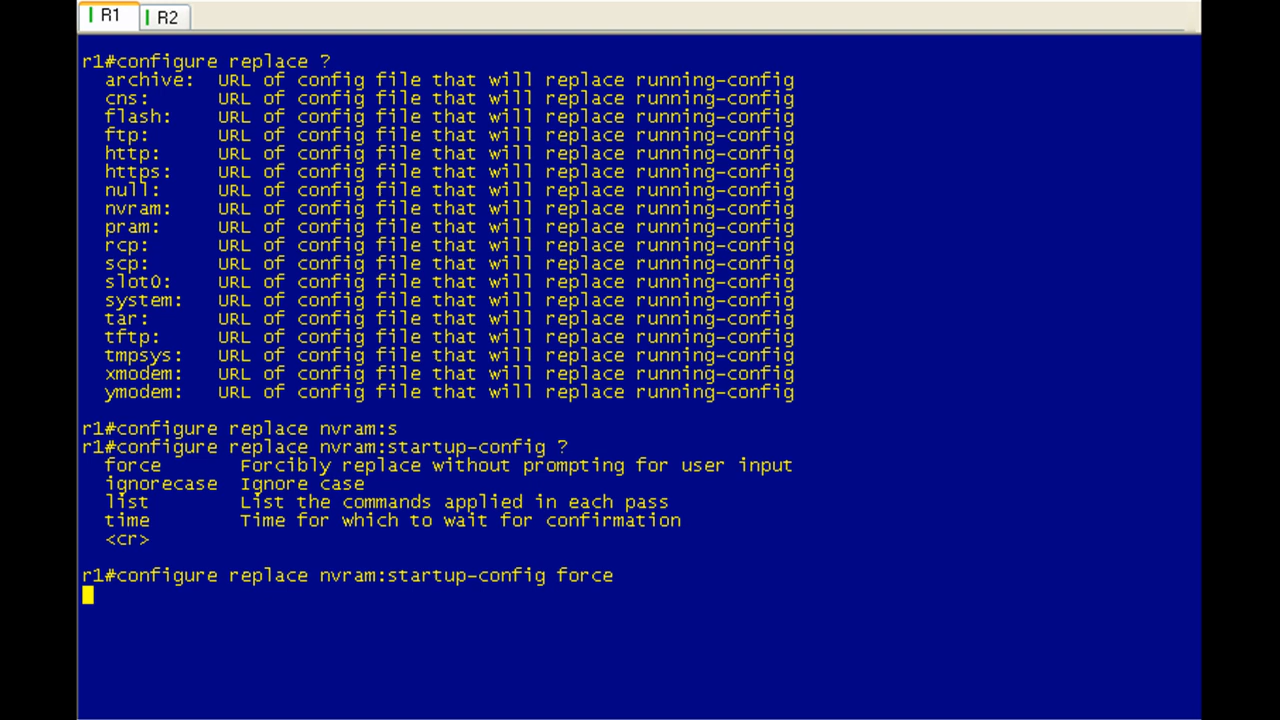 R1 R2
r1#configure replace ?
archive: URL of config file that will replace running-config
cns: URL of config file that will replace running-config
flash: URL of config file that will replace running-config
ftp: URL of config file that will replace running-config
http: URL of config file that will replace running-config
https: URL of config file that will replace running-config
null: URL of config file that will replace running-config
nvram: URL of config file that will replace running-config
pram: URL of config file that will replace running-config
rcp: URL of config file that will replace running-config
scp: URL of config file that will replace running-config
slot0: URL of config file that will replace running-config
system: URL of config file that will replace running-config
tar: URL of config file that will replace running-config
tftp: URL of config file that will replace running-config
tmpsys: URL of config file that will replace running-config
xmodem: URL of config file that will replace running-config
ymodem: URL of config file that will replace running-config
r1#configure replace nvram:s
r1#configure replace nvram:startup-config ?
force Forcibly replace without prompting for user input
ignorecase Ignore case
list List the commands applied in each pass
time Time for which to wait for confirmation
<cr>
r1#configure replace nvram:startup-config force